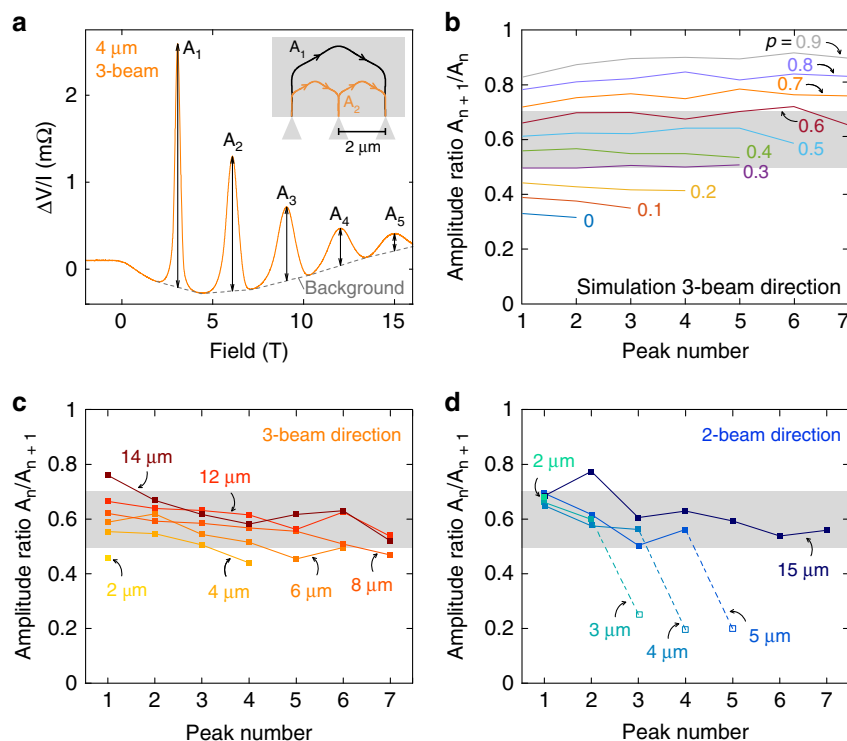 a
4 μm
3-beam
A1
A2
A3
A4
A5
A1
A2
2 μm
Background
ΔV/I (mΩ)
2
1
0
0
5
10
15
Field (T)
b
p = 0.9
0.8
0.7
0.6
0.5
0.4
0.3
0.2
0.1
0
Simulation 3-beam direction
Amplitude ratio An + 1/An
1
0.8
0.6
0.4
0.2
0
1 2 3 4 5 6 7
Peak number
c
3-beam direction
14 μm
12 μm
2 μm
4 μm
6 μm
8 μm
Amplitude ratio An/An + 1
1
0.8
0.6
0.4
0.2
0
1 2 3 4 5 6 7
Peak number
d
2-beam direction
2 μm
15 μm
3 μm
4 μm
5 μm
Amplitude ratio An/An + 1
1
0.8
0.6
0.4
0.2
0
1 2 3 4 5 6 7
Peak number